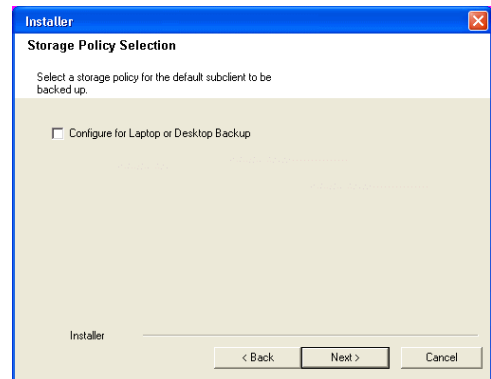 Installer
Storage Policy Selection
Select a storage policy for the default subclient to be
backed up.
Configure for Laptop or Desktop Backup
Installer
< Back
Next >
Cancel